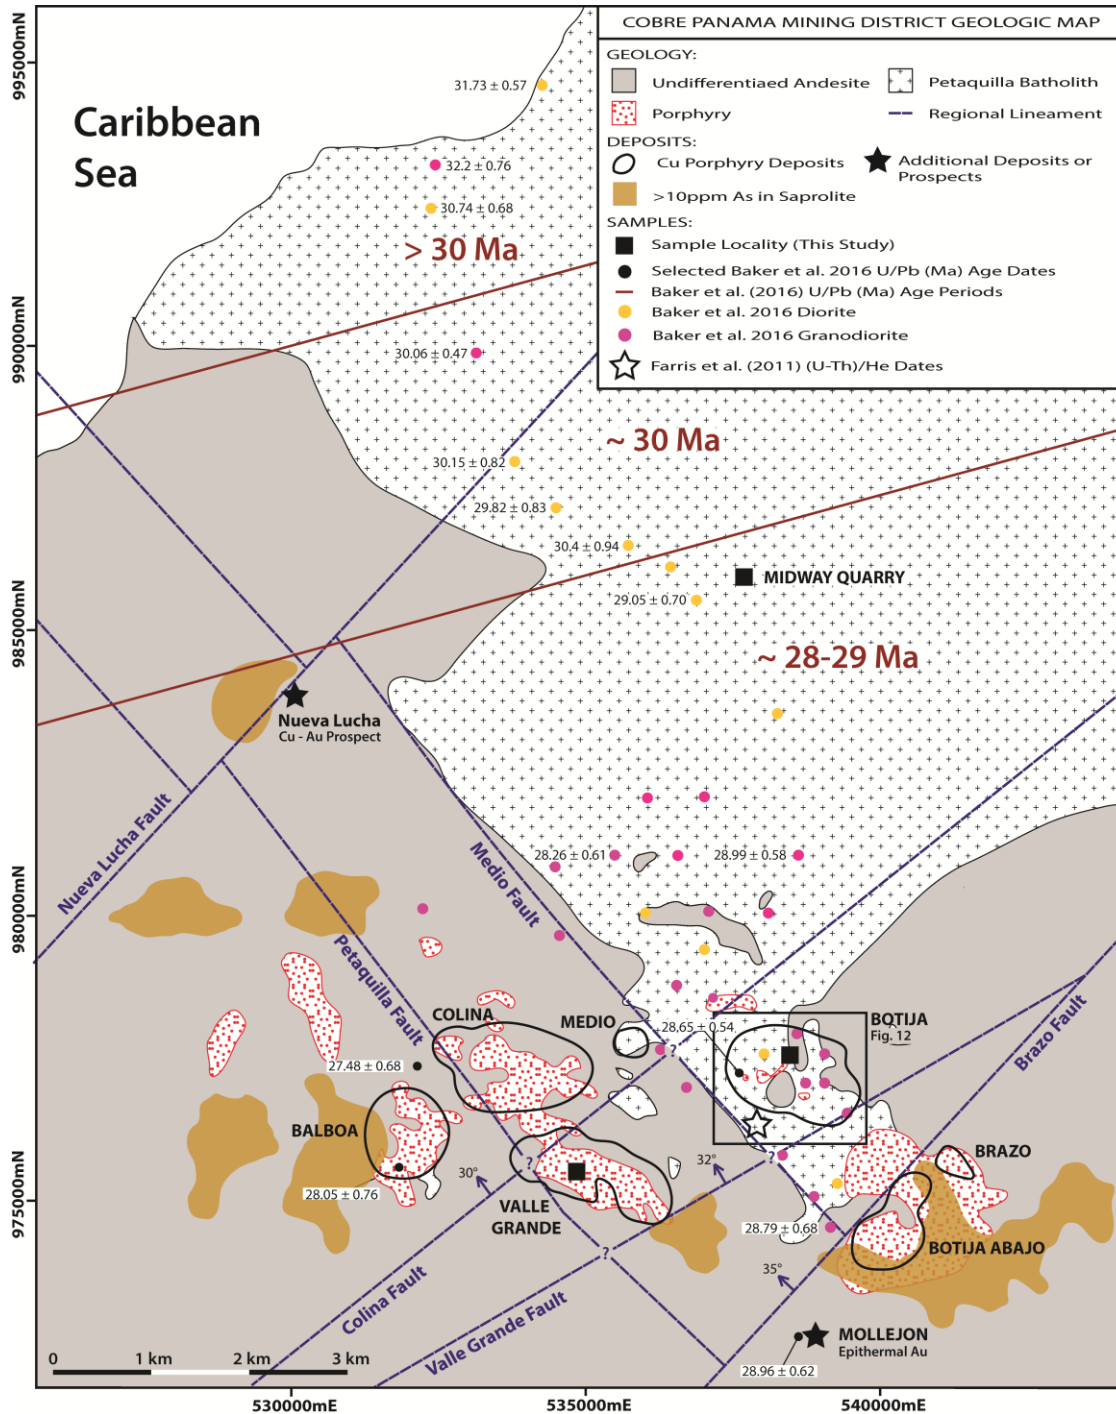 COBRE PANAMA MINING DISTRICT GEOLOGIC MAP
GEOLOGY:
Undifferentiaed Andesite
Petaquilla Batholith
Porphyry
Regional Lineament
DEPOSITS:
Cu Porphyry Deposits
Additional Deposits or
Prospects
>10ppm As in Saprolite
SAMPLES:
Sample Locality (This Study)
Selected Baker et al. 2016 U/Pb (Ma) Age Dates
Baker et al. (2016) U/Pb (Ma) Age Periods
Baker et al. 2016 Diorite
Baker et al. 2016 Granodiorite
Farris et al. (2011) (U-Th)/He Dates
995000mN
990000mN
985000mN
980000mN
975000mN
Caribbean
Sea
31.73 ± 0.57
32.2 ± 0.76
30.74 ± 0.68
> 30 Ma
30.06 ± 0.47
~ 30 Ma
30.15 ± 0.82
29.82 ± 0.83
30.4 ± 0.94
MIDWAY QUARRY
29.05 ± 0.70
~ 28-29 Ma
Nueva Lucha
Cu - Au Prospect
Nueva Lucha Fault
Medio Fault
28.26 ± 0.61
28.99 ± 0.58
Petaquilla Fault
COLINA
MEDIO
28.65 ± 0.54
BOTIJA
Fig. 12
Brazo Fault
?
27.48 ± 0.68
BALBOA
BRAZO
?
?
30°
32°
28.05 ± 0.76
VALLE
GRANDE
28.79 ± 0.68
BOTIJA ABAJO
?
35°
Colina Fault
Valle Grande Fault
MOLLEJON
Epithermal Au
28.96 ± 0.62
0
1 km
2 km
3 km
530000mE
535000mE
540000mE